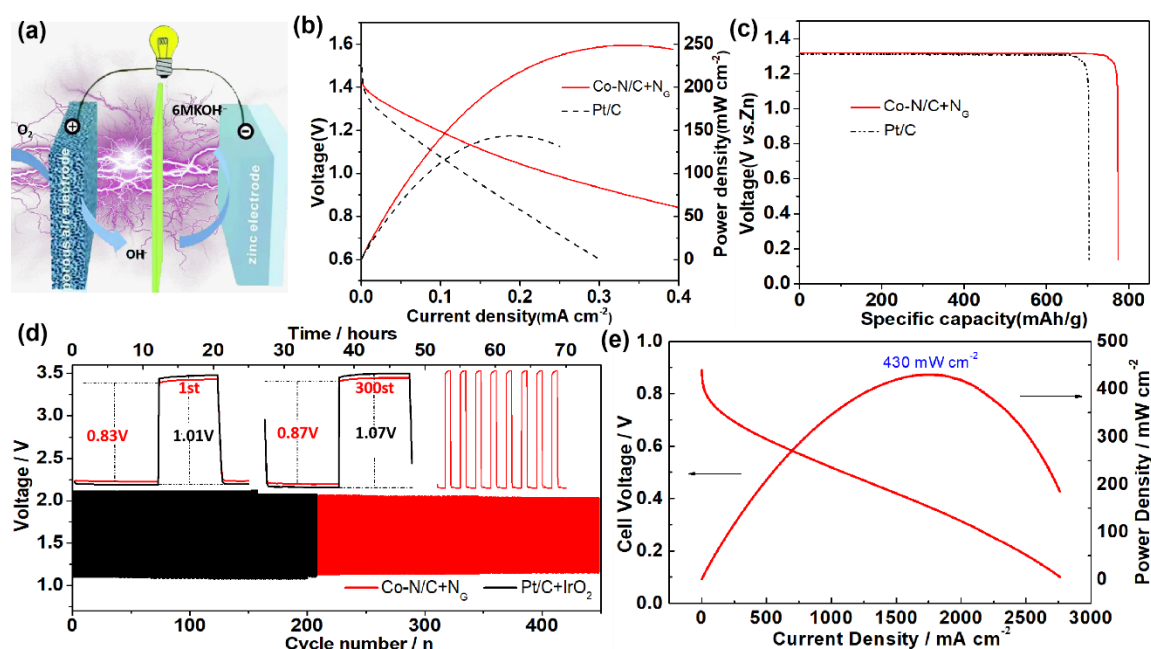 (a)
O₂
6MKOH⁻
porous air electrode
zinc electrode
OH⁻
(b)
1.6
1.4
1.2
1.0
0.8
0.6
Voltage(V)
Co-N/C+N_G
Pt/C
250
200
150
100
50
0
Power density(mW cm⁻²)
0.0 0.1 0.2 0.3 0.4
Current density(mA cm⁻²)
(c)
1.4
1.2
1.0
0.8
0.6
0.4
0.2
0.0
Voltage(V vs.Zn)
Co-N/C+N_G
Pt/C
0 200 400 600 800
Specific capacity(mAh/g)
(d)
Time / hours
0 10 20 30 40 50 60 70
3.5
3.0
2.5
2.0
1.5
1.0
Voltage / V
1st
0.83V
1.01V
300st
0.87V
1.07V
Co-N/C+N_G
Pt/C+IrO₂
0 100 200 300 400
Cycle number / n
(e)
1.0
0.8
0.6
0.4
0.2
0.0
Cell Voltage / V
430 mW cm⁻²
500
400
300
200
100
0
Power Density / mW cm⁻²
0 500 1000 1500 2000 2500 3000
Current Density / mA cm⁻²